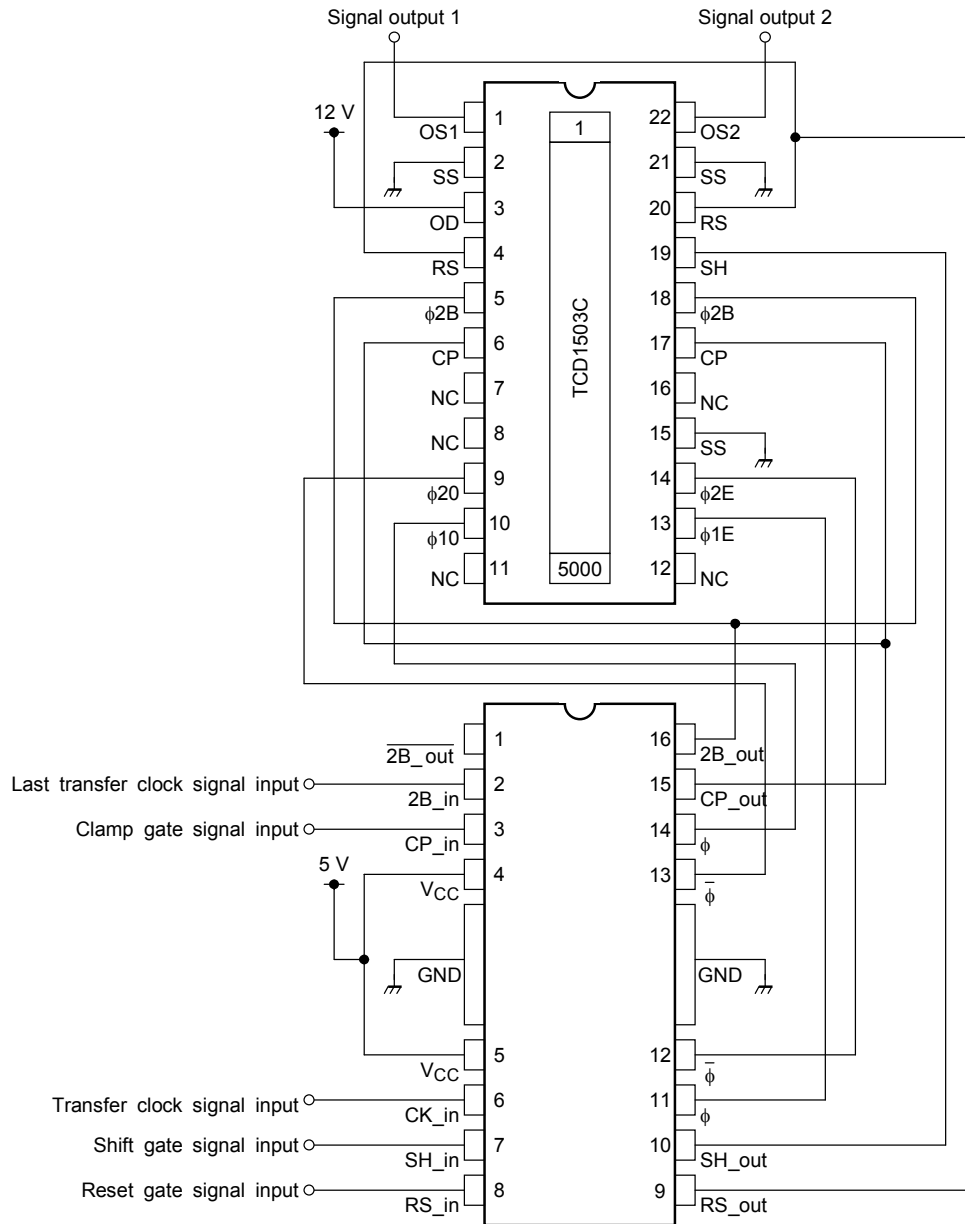 Signal output 1
Signal output 2
12 V
1
OS1
1
22
OS2
2
SS
21
SS
3
OD
20
RS
4
RS
19
SH
5
ϕ2B
18
ϕ2B
6
CP
17
CP
TCD1503C
7
NC
16
NC
8
NC
15
SS
9
ϕ20
14
ϕ2E
10
ϕ10
13
ϕ1E
11
NC
5000
12
NC
1
2B_out
16
2B_out
Last transfer clock signal input
2
2B_in
15
CP_out
Clamp gate signal input
3
CP_in
14
ϕ
5 V
4
VCC
13
ϕ̅
GND
GND
5
VCC
12
ϕ̅
Transfer clock signal input
6
CK_in
11
ϕ
Shift gate signal input
7
SH_in
10
SH_out
Reset gate signal input
8
RS_in
9
RS_out